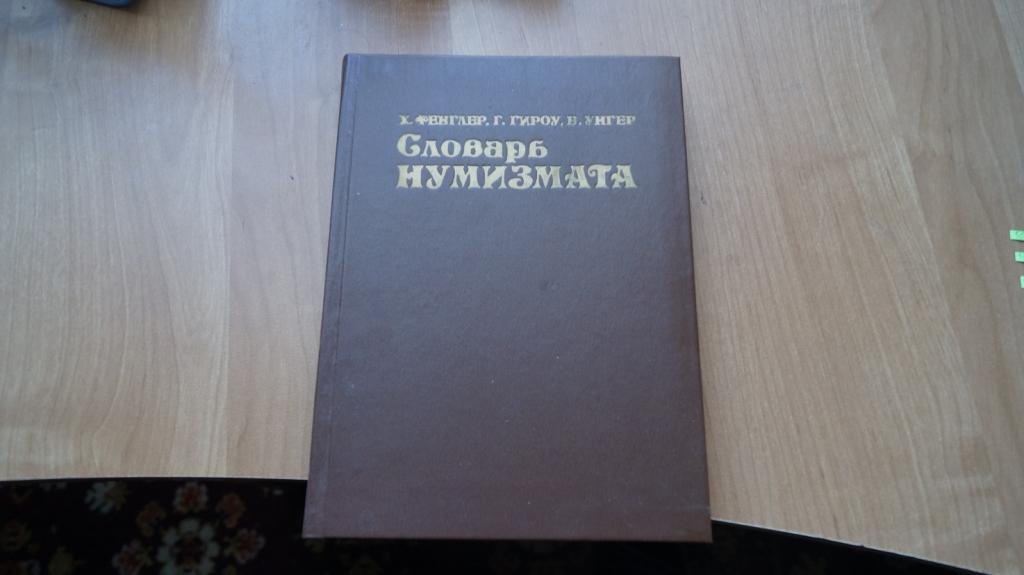 Х. ФЕНГЛЕР, Г. ГИРОУ, В. УНГЕР
Словарь
НУМИЗМАТА